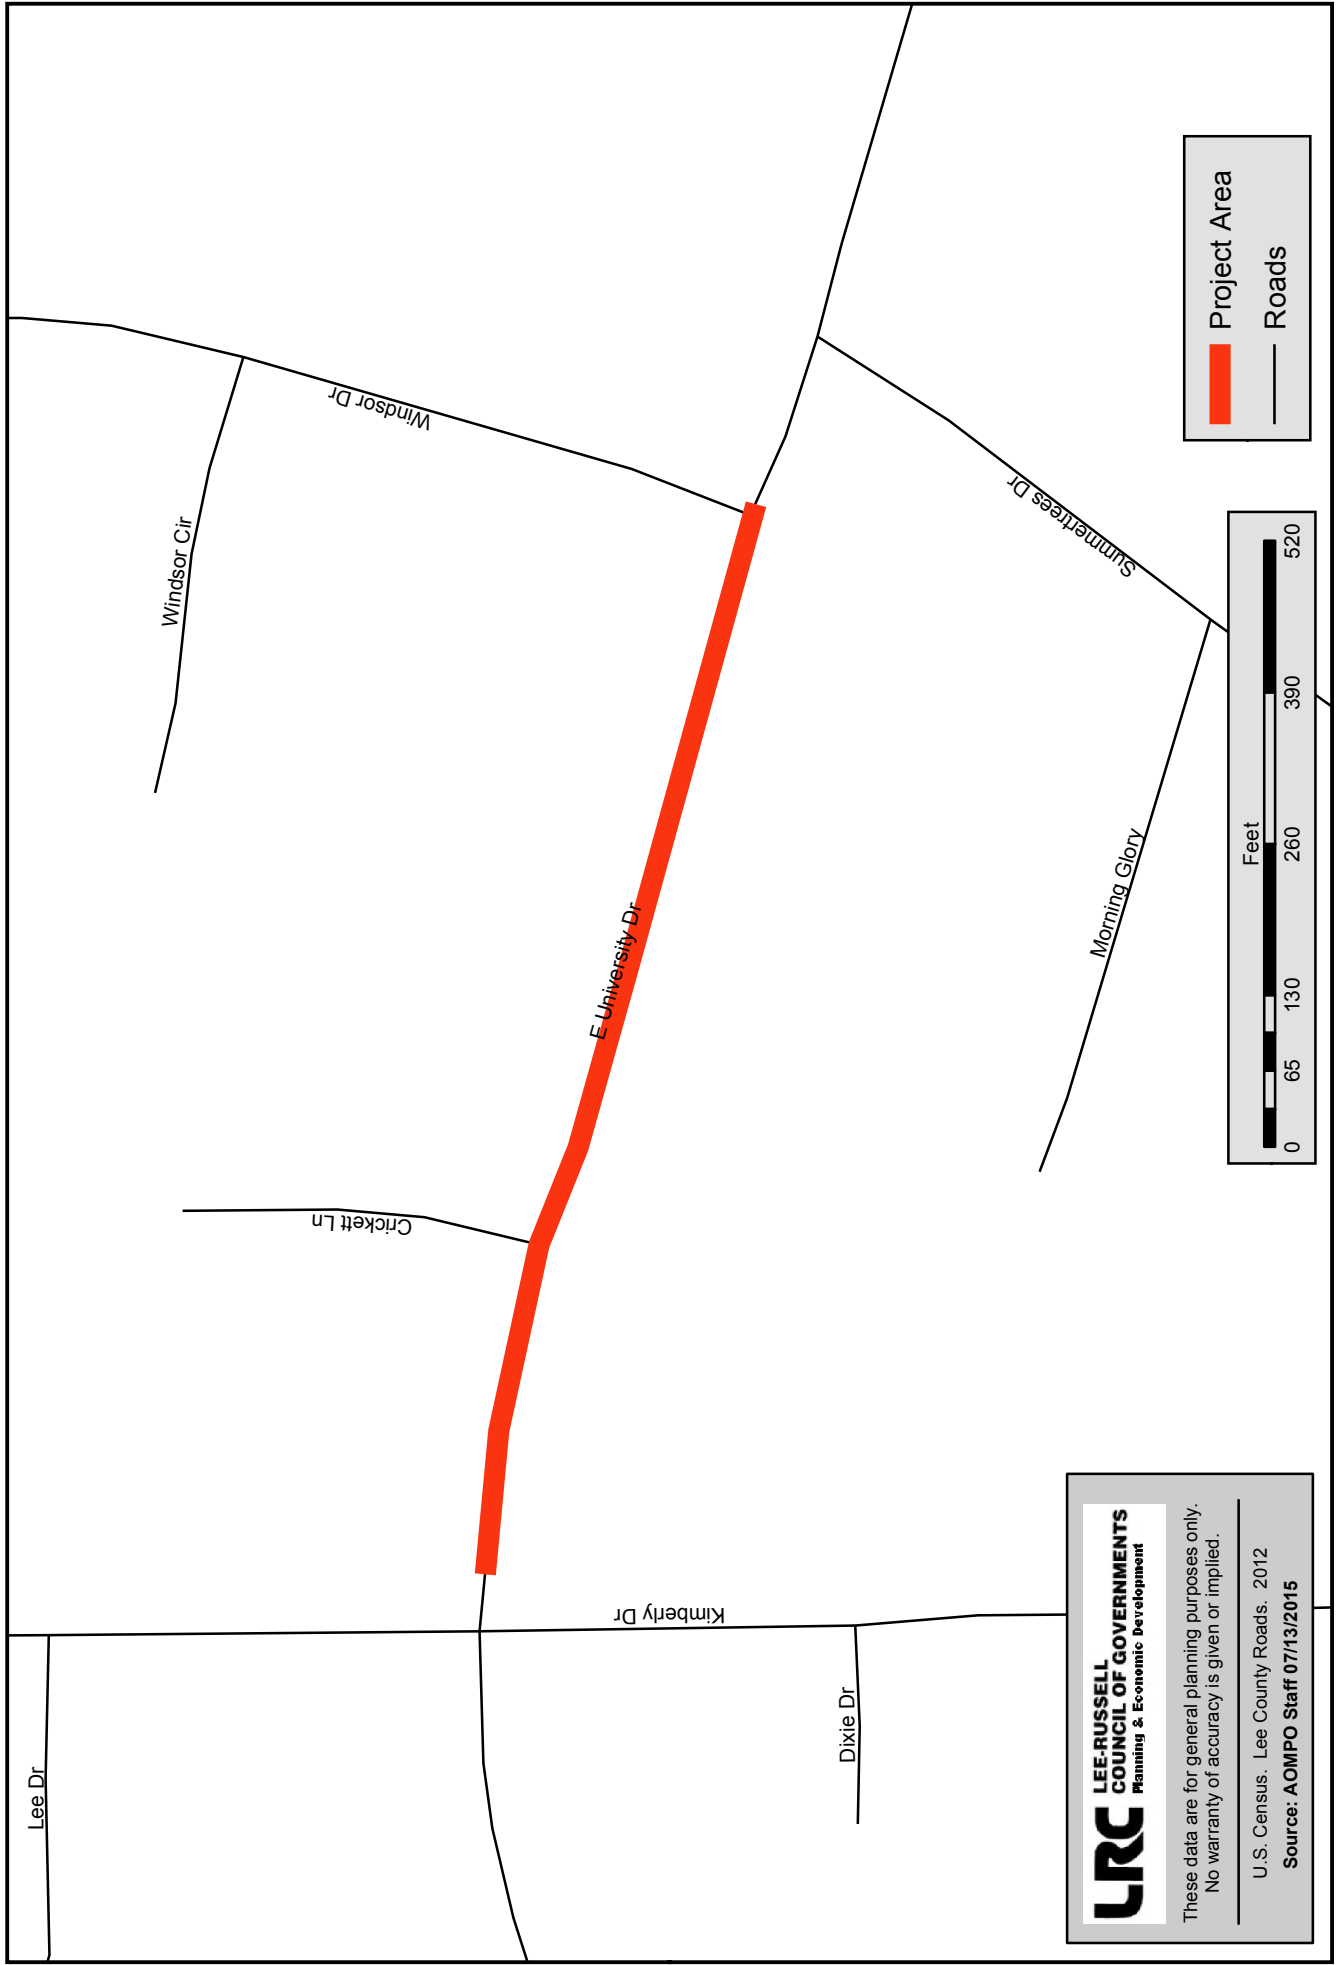 Lee Dr
Kimberly Dr
Dixie Dr
Crickett Ln
E University Dr
Windsor Cir
Windsor Dr
Summertrees Dr
Morning Glory
LRC
LEE-RUSSELL
COUNCIL OF GOVERNMENTS
Planning & Economic Development
These data are for general planning purposes only.
No warranty of accuracy is given or implied.
U.S. Census. Lee County Roads. 2012
Source: AOMPO Staff 07/13/2015
Feet
0 65 130 260 390 520
Project Area
Roads